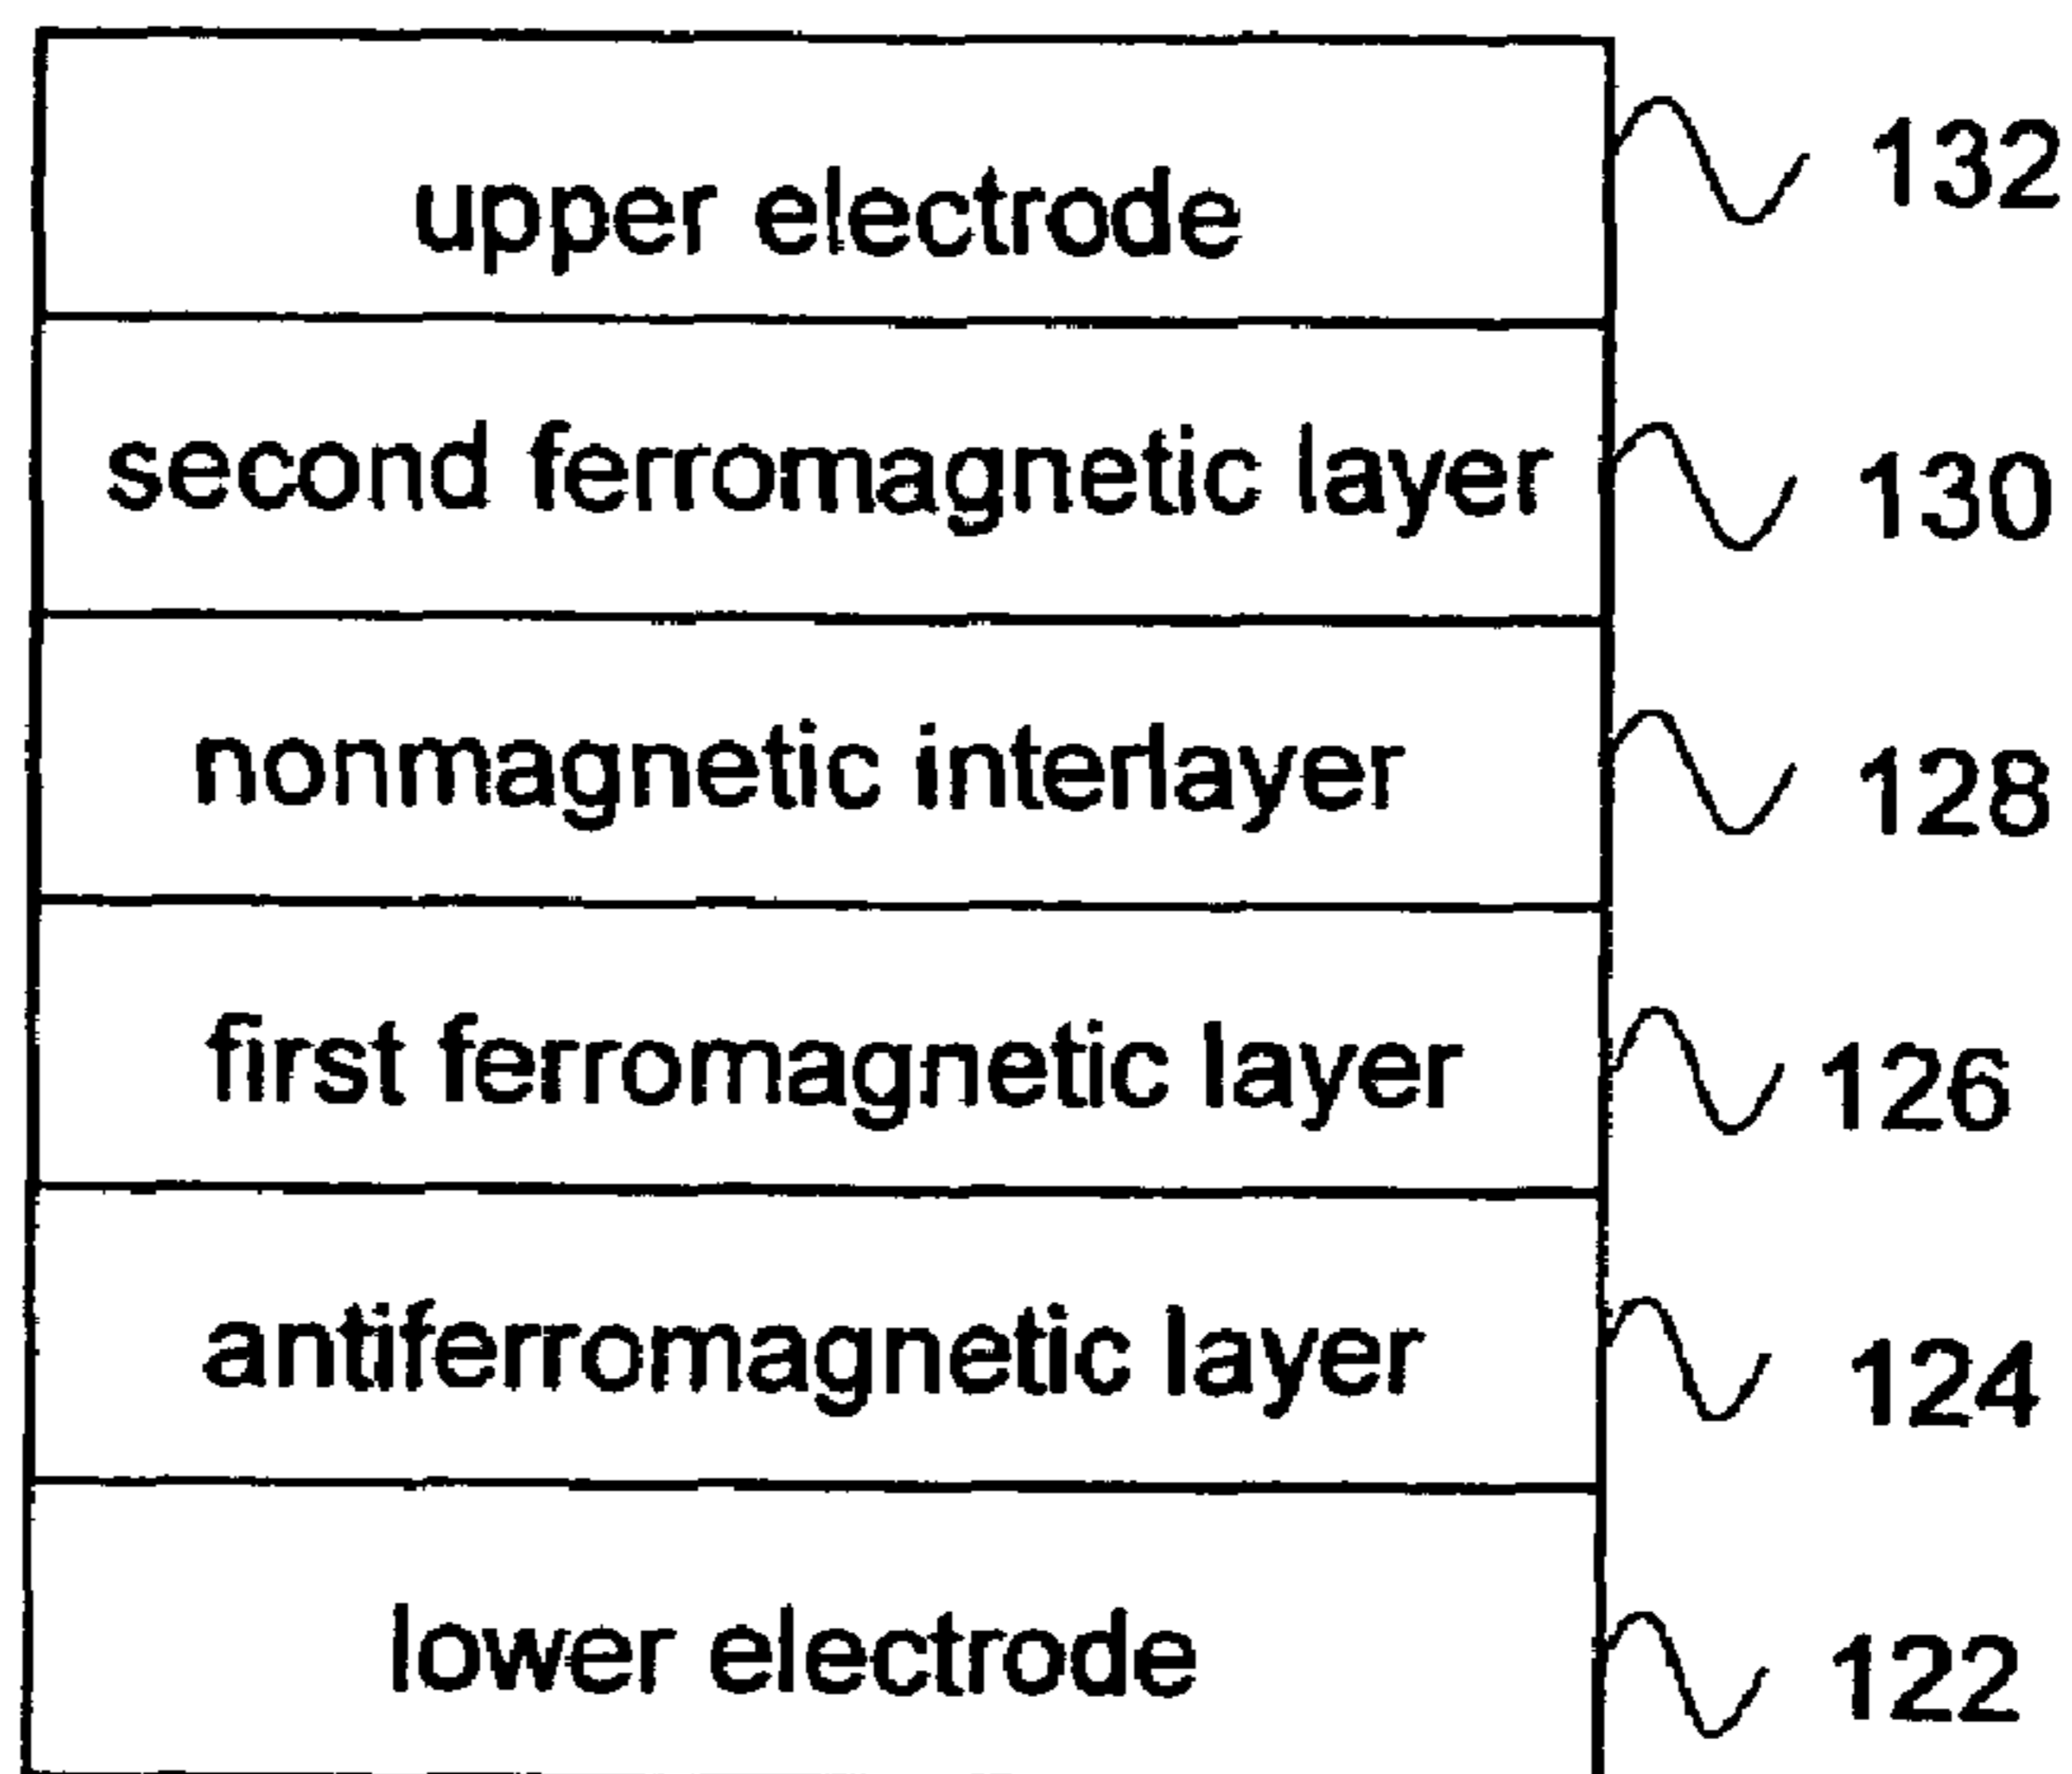 upper electrode 132
second ferromagnetic layer 130
nonmagnetic interlayer 128
first ferromagnetic layer 126
antiferromagnetic layer 124
lower electrode 122